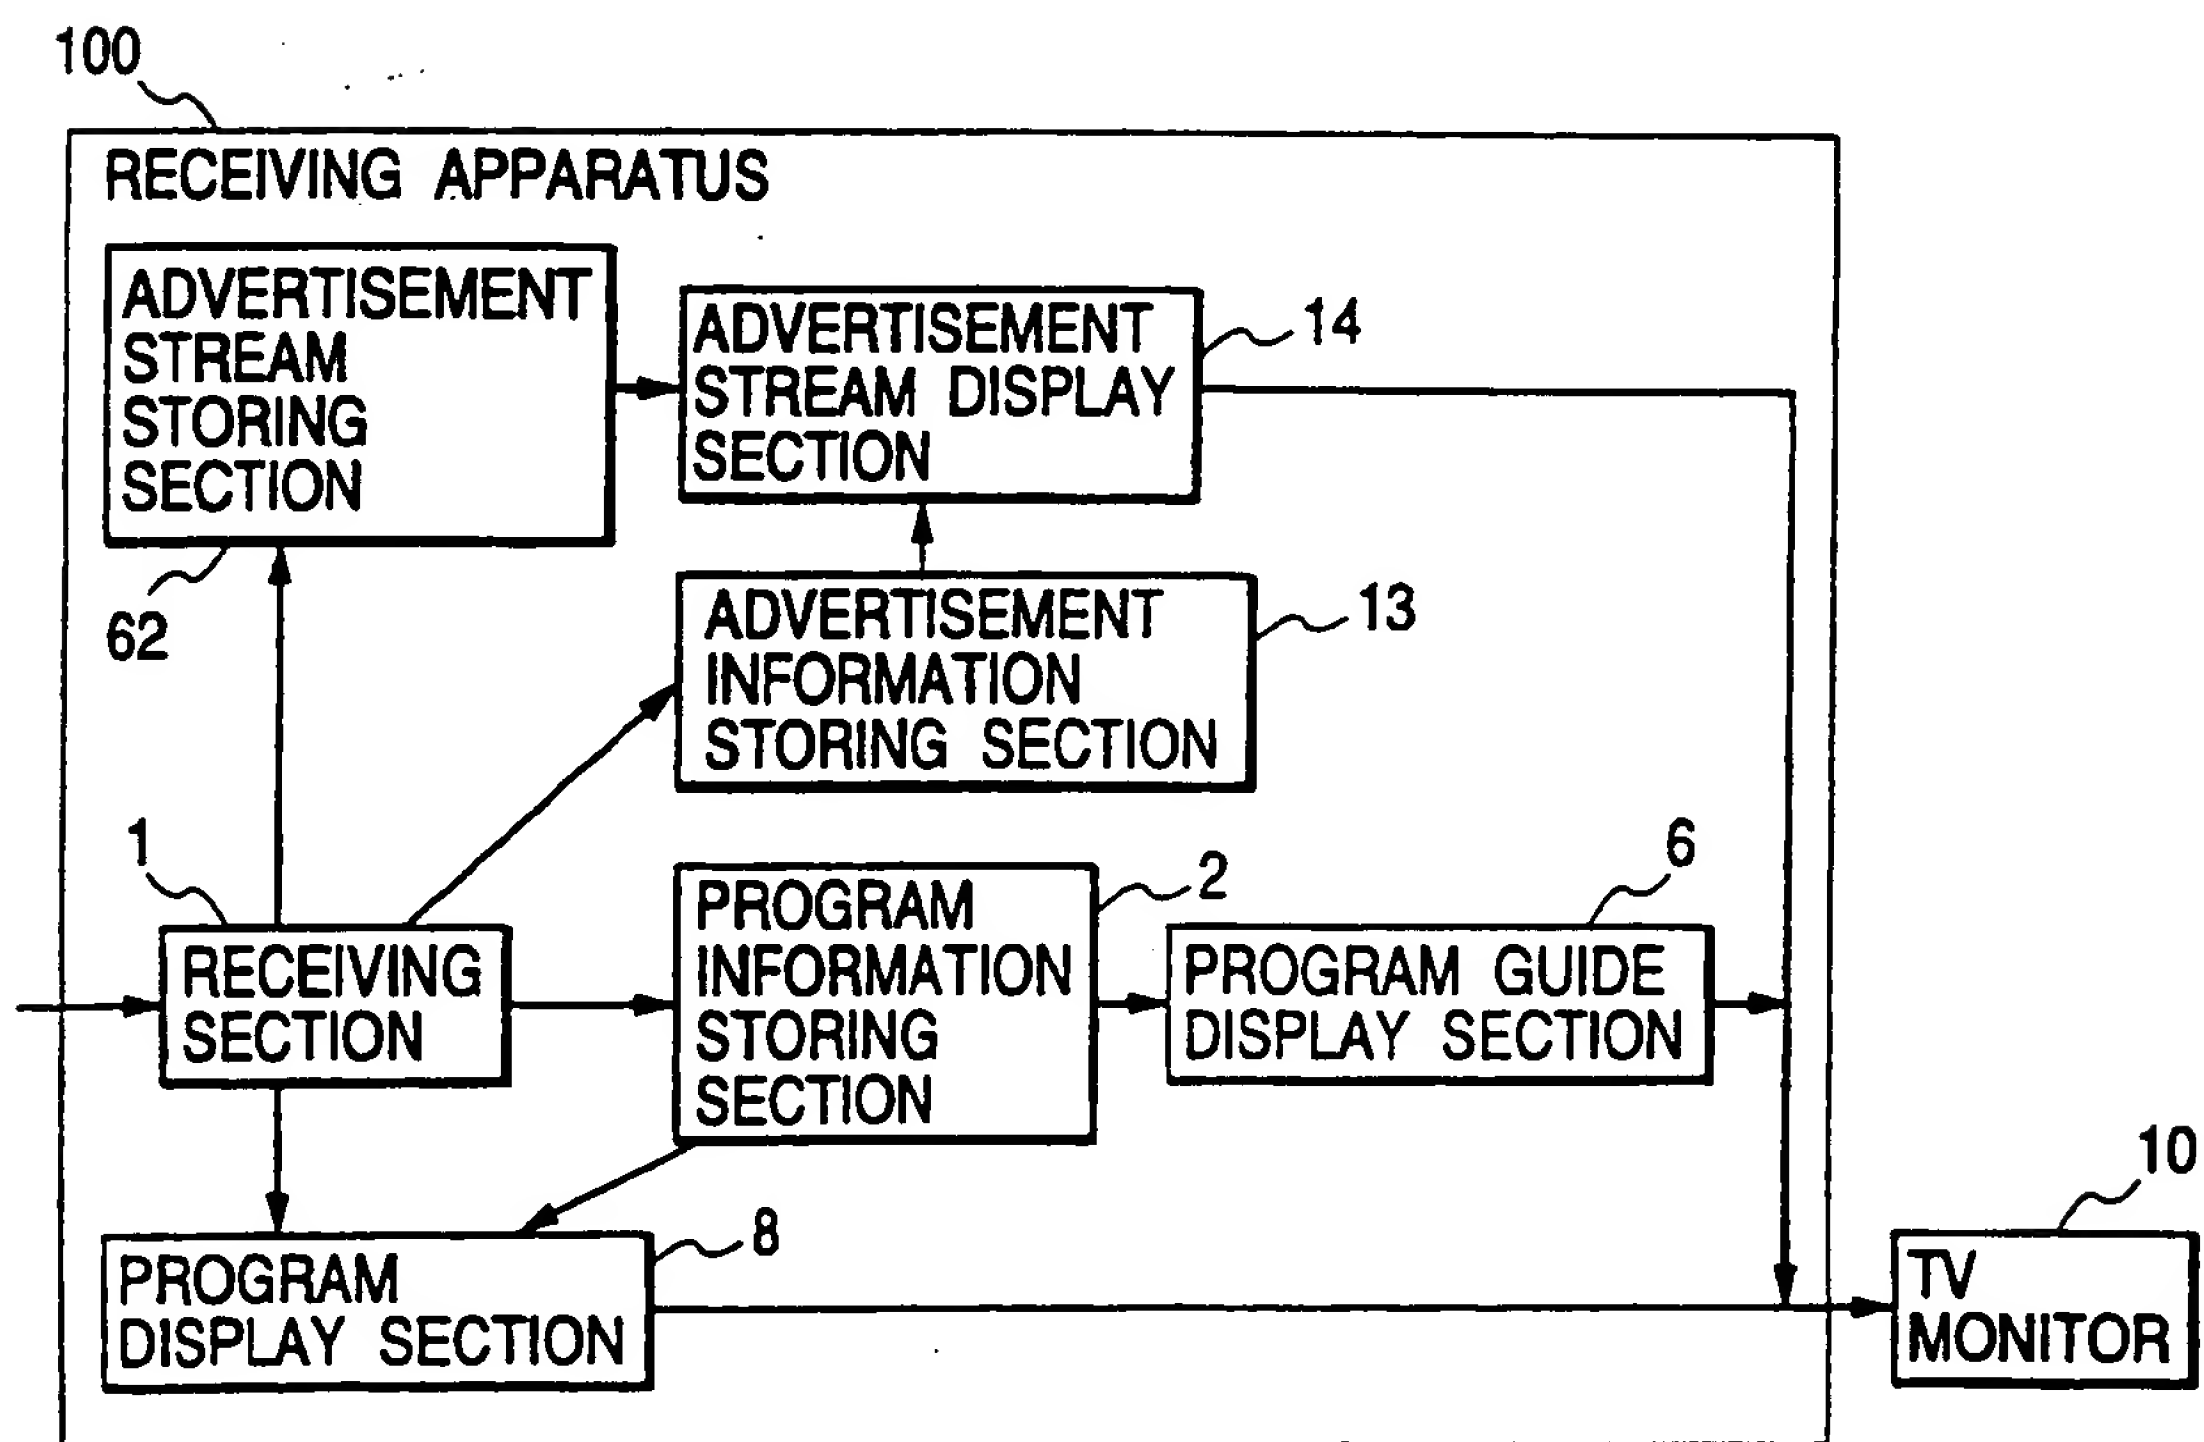 100
RECEIVING APPARATUS
ADVERTISEMENT
STREAM
STORING
SECTION
62
ADVERTISEMENT
STREAM DISPLAY
SECTION
14
ADVERTISEMENT
INFORMATION
STORING SECTION
13
1
RECEIVING
SECTION
PROGRAM
INFORMATION
STORING
SECTION
2
PROGRAM GUIDE
DISPLAY SECTION
6
PROGRAM
DISPLAY SECTION
8
TV
MONITOR
10